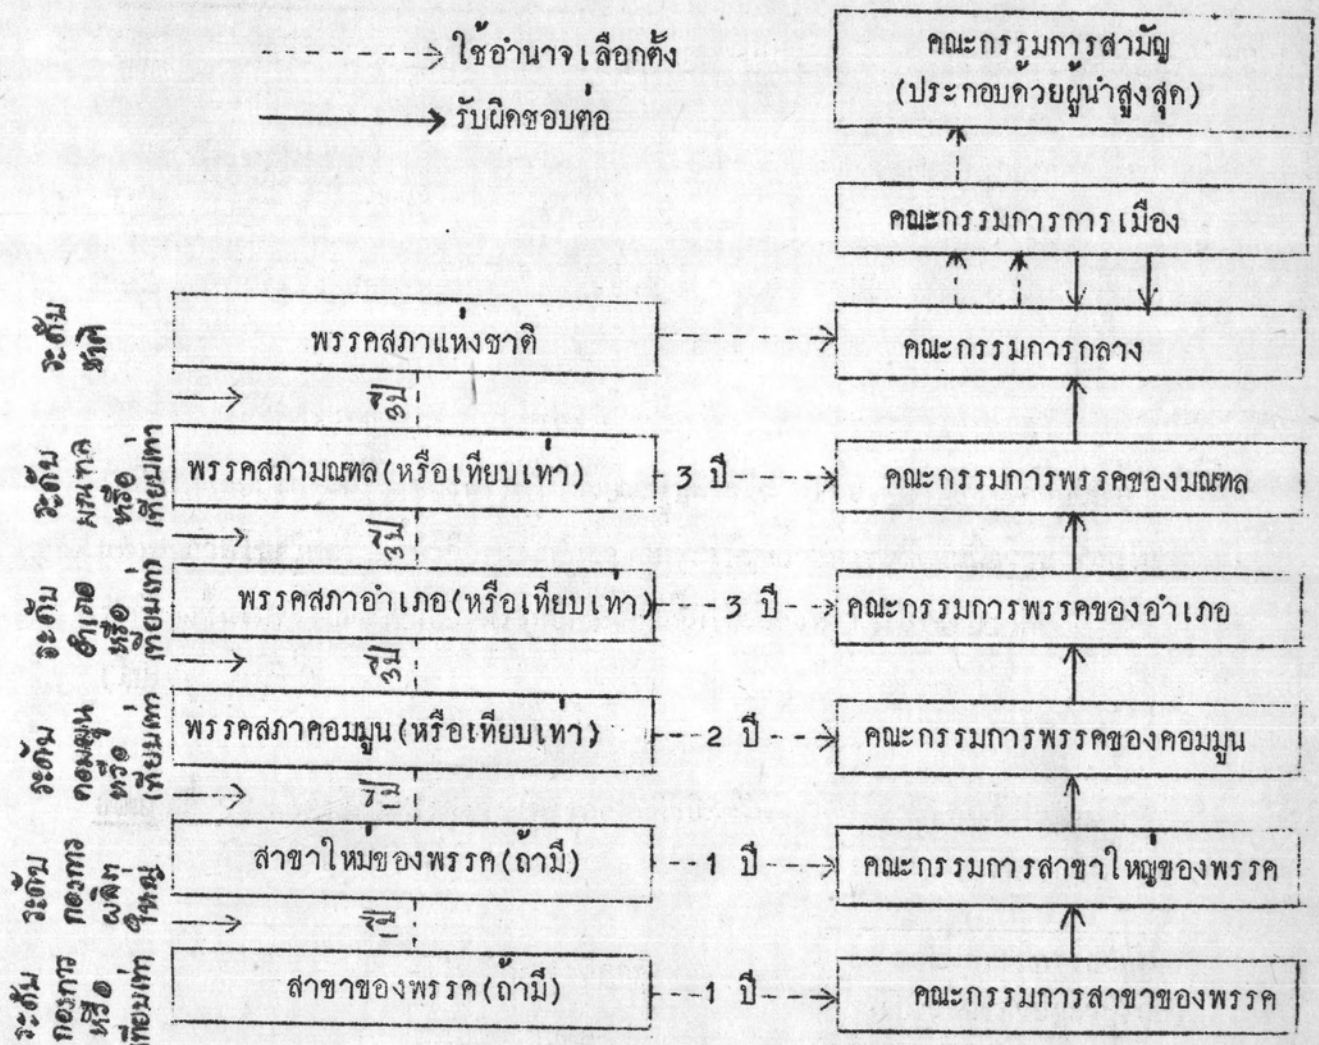 ใช้อำนาจเลือกตั้ง
รับผิดชอบต่อ
คณะกรรมการสามัญ
(ประกอบด้วยผู้นำสูงสุด)
คณะกรรมการการเมือง
ระดับ
ชาติ
พรรคสภาแห่งชาติ
คณะกรรมการกลาง
3ปี
ระดับ
มณฑล
หรือ
เทียบเท่า
พรรคสภามณฑล(หรือเทียบเท่า)
3 ปี
คณะกรรมการพรรคของมณฑล
3ปี
ระดับ
อำเภอ
หรือ
เทียบเท่า
พรรคสภาอำเภอ(หรือเทียบเท่า)
3 ปี
คณะกรรมการพรรคของอำเภอ
3ปี
ระดับ
คอมมูน
หรือ
เทียบเท่า
พรรคสภาคอมมูน(หรือเทียบเท่า)
2 ปี
คณะกรรมการพรรคของคอมมูน
1ปี
ระดับ
กองการ
ผลิต
ใหญ่
สาขาใหม่ของพรรค(ถ้ามี)
1 ปี
คณะกรรมการสาขาใหญ่ของพรรค
1ปี
ระดับ
กองการ
หรือ
เทียบเท่า
สาขาของพรรค(ถ้ามี)
1 ปี
คณะกรรมการสาขาของพรรค